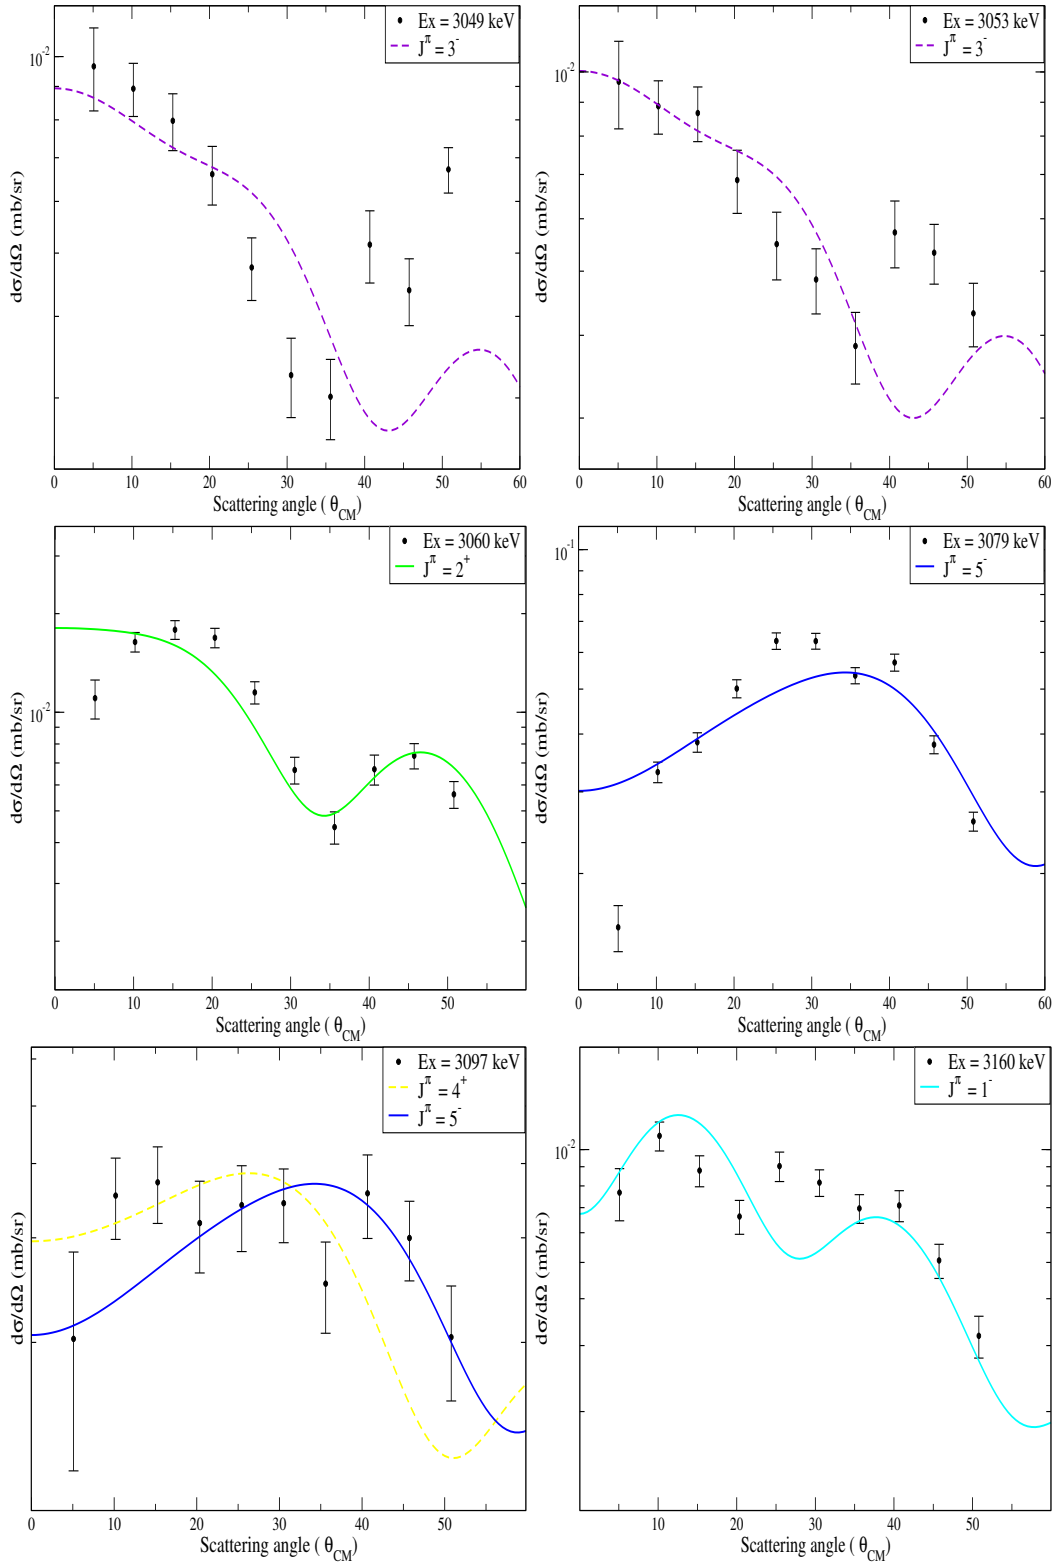 Ex = 3049 keV
J^π = 3^-
10^-2
dσ/dΩ (mb/sr)
0 10 20 30 40 50 60
Scattering angle ( θ_CM)
Ex = 3053 keV
J^π = 3^-
10^-2
dσ/dΩ (mb/sr)
0 10 20 30 40 50 60
Scattering angle ( θ_CM)
Ex = 3060 keV
J^π = 2^+
10^-2
dσ/dΩ (mb/sr)
0 10 20 30 40 50
Scattering angle ( θ_CM)
Ex = 3079 keV
J^π = 5^-
10^-1
dσ/dΩ (mb/sr)
0 10 20 30 40 50 60
Scattering angle ( θ_CM)
Ex = 3097 keV
J^π = 4^+
J^π = 5^-
dσ/dΩ (mb/sr)
0 10 20 30 40 50
Scattering angle ( θ_CM)
Ex = 3160 keV
J^π = 1^-
10^-2
dσ/dΩ (mb/sr)
10 20 30 40 50
Scattering angle ( θ_CM)